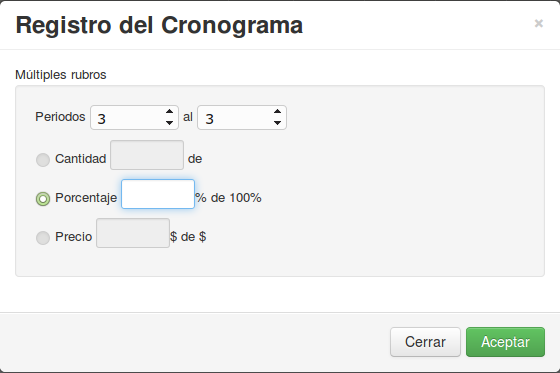 Registro del Cronograma ×
Múltiples rubros
Periodos 3 al 3
Cantidad de
Porcentaje % de 100%
Precio $ de $
Cerrar Aceptar